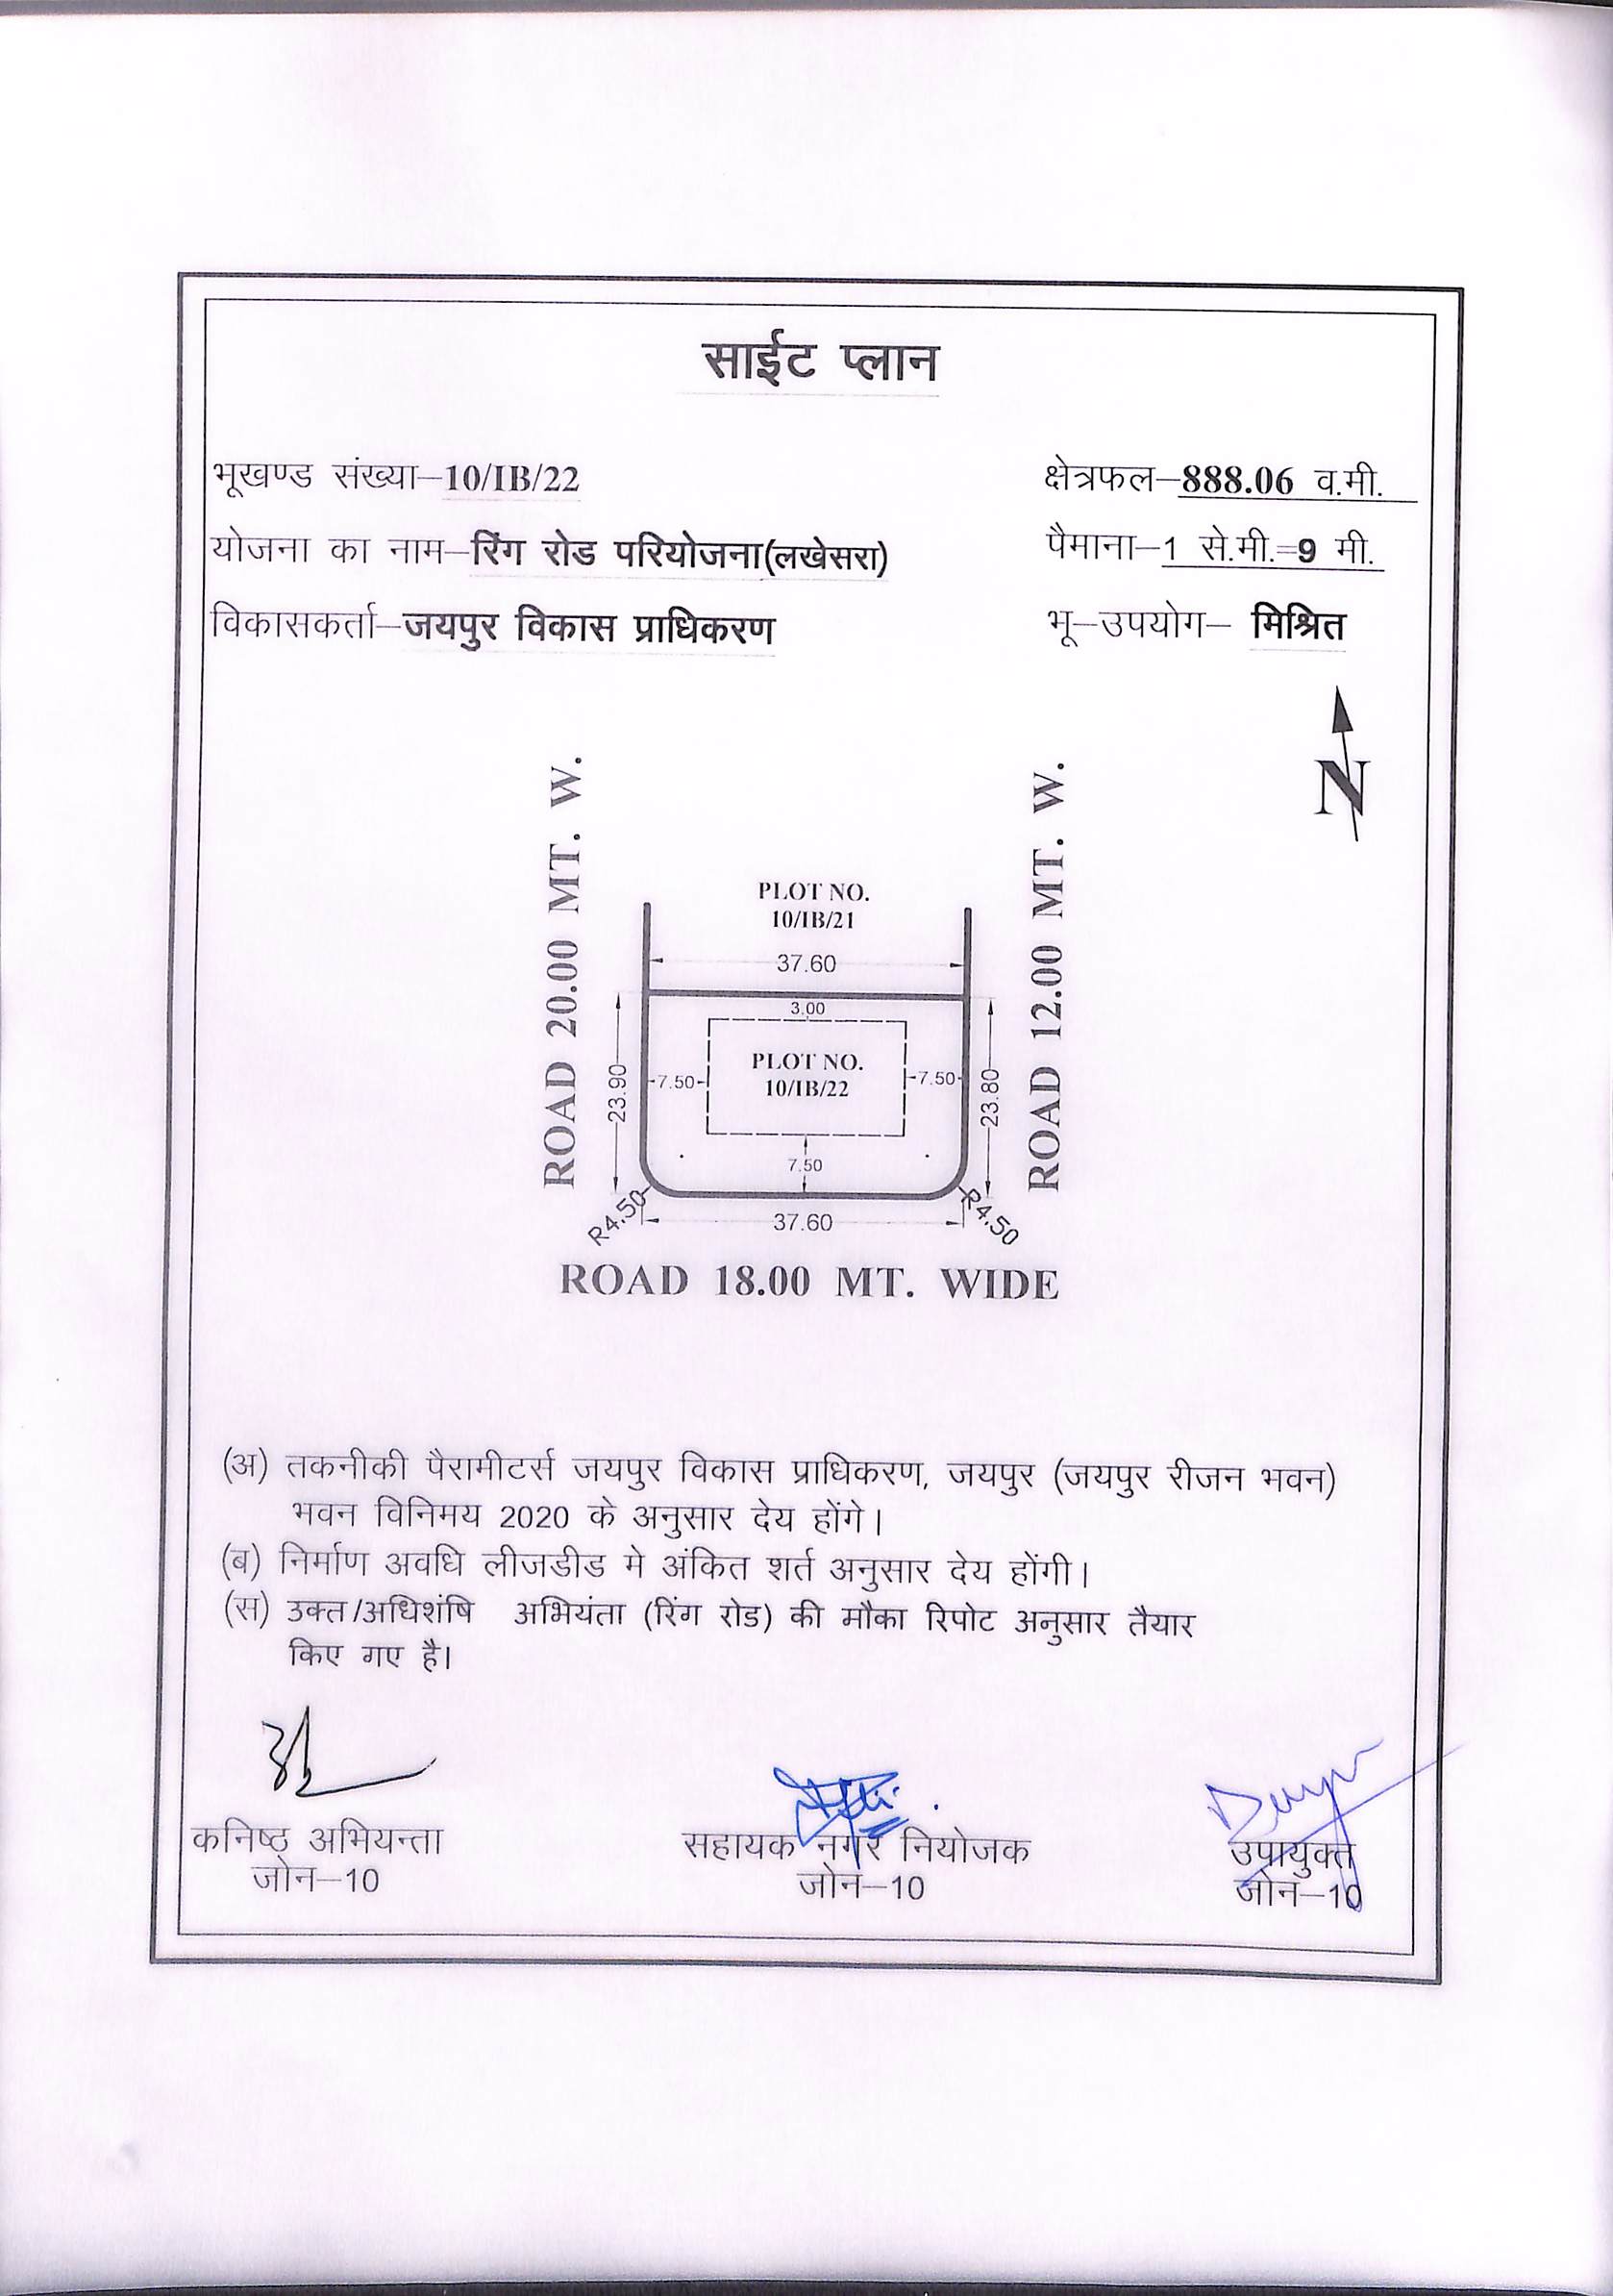 साईट प्लान
भूखण्ड संख्या–10/IB/22
क्षेत्रफल–888.06 व.मी.
योजना का नाम–रिंग रोड परियोजना(लखेसरा)
पैमाना–1 से.मी.=9 मी.
विकासकर्ता–जयपुर विकास प्राधिकरण
भू–उपयोग– मिश्रित
N
ROAD 20.00 MT. W.
ROAD 12.00 MT. W.
PLOT NO.
10/IB/21
37.60
3.00
PLOT NO.
10/IB/22
7.50
7.50
23.90
23.80
7.50
R4.50
R4.50
37.60
ROAD 18.00 MT. WIDE
(अ) तकनीकी पैरामीटर्स जयपुर विकास प्राधिकरण, जयपुर (जयपुर रीजन भवन)
भवन विनिमय 2020 के अनुसार देय होंगे।
(ब) निर्माण अवधि लीजडीड मे अंकित शर्त अनुसार देय होंगी।
(स) उक्त/अधिशंषि अभियंता (रिंग रोड) की मौका रिपोट अनुसार तैयार
किए गए है।
कनिष्ठ अभियन्ता
जोन–10
सहायक नगर नियोजक
जोन–10
उपायुक्त
जोन–10